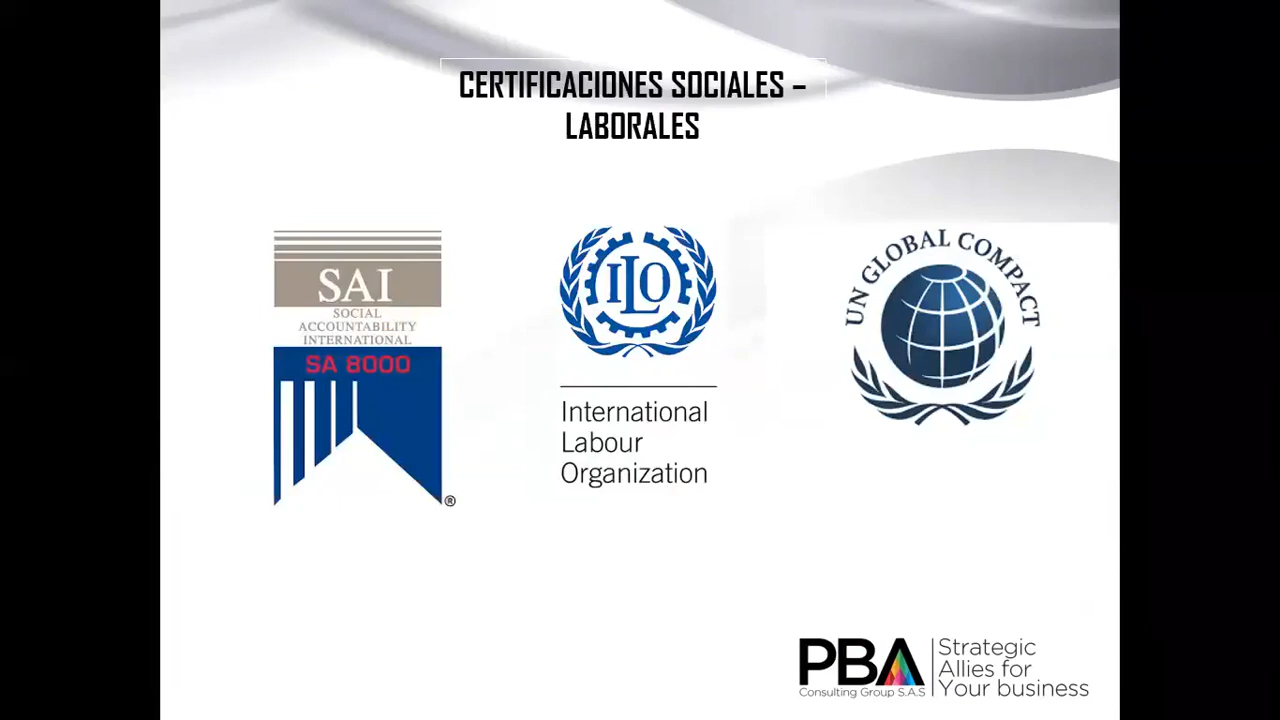 CERTIFICACIONES SOCIALES –
LABORALES
SAI
SOCIAL
ACCOUNTABILITY
INTERNATIONAL
SA 8000
®
ILO
International
Labour
Organization
UN GLOBAL COMPACT
PBA
Consulting Group S.A.S
Strategic
Allies for
Your business